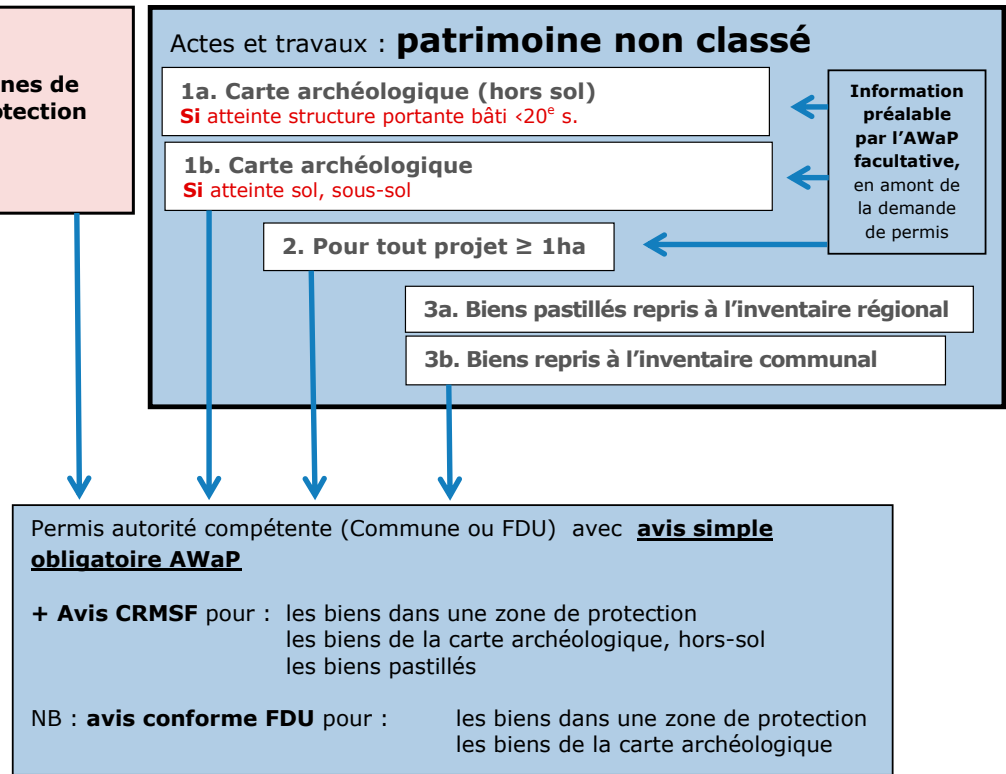 nes de
tection
Actes et travaux : patrimoine non classé
1a. Carte archéologique (hors sol)
Si atteinte structure portante bâti <20e s.
1b. Carte archéologique
Si atteinte sol, sous-sol
2. Pour tout projet ≥ 1ha
3a. Biens pastillés repris à l’inventaire régional
3b. Biens repris à l’inventaire communal
Information
préalable
par l’AWaP
facultative,
en amont de
la demande
de permis
Permis autorité compétente (Commune ou FDU) avec avis simple
obligatoire AWaP
+ Avis CRMSF pour : les biens dans une zone de protection
les biens de la carte archéologique, hors-sol
les biens pastillés
NB : avis conforme FDU pour : les biens dans une zone de protection
les biens de la carte archéologique